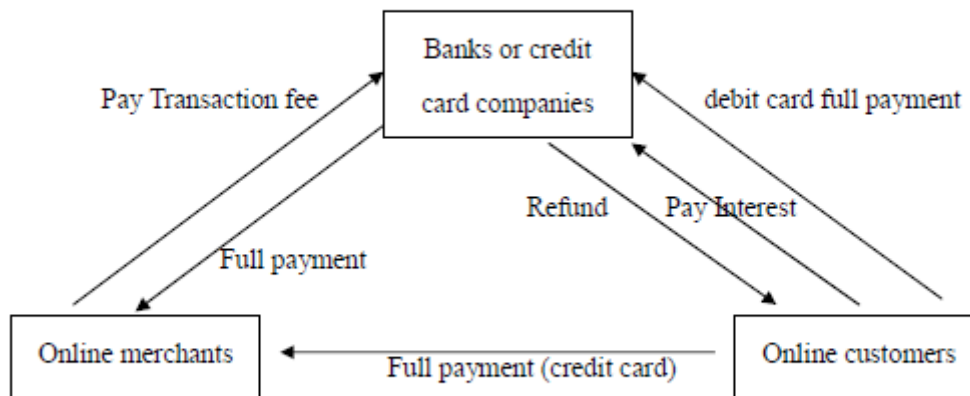 Banks or credit
card companies
Pay Transaction fee
debit card full payment
Refund
Pay Interest
Full payment
Online merchants
Full payment (credit card)
Online customers